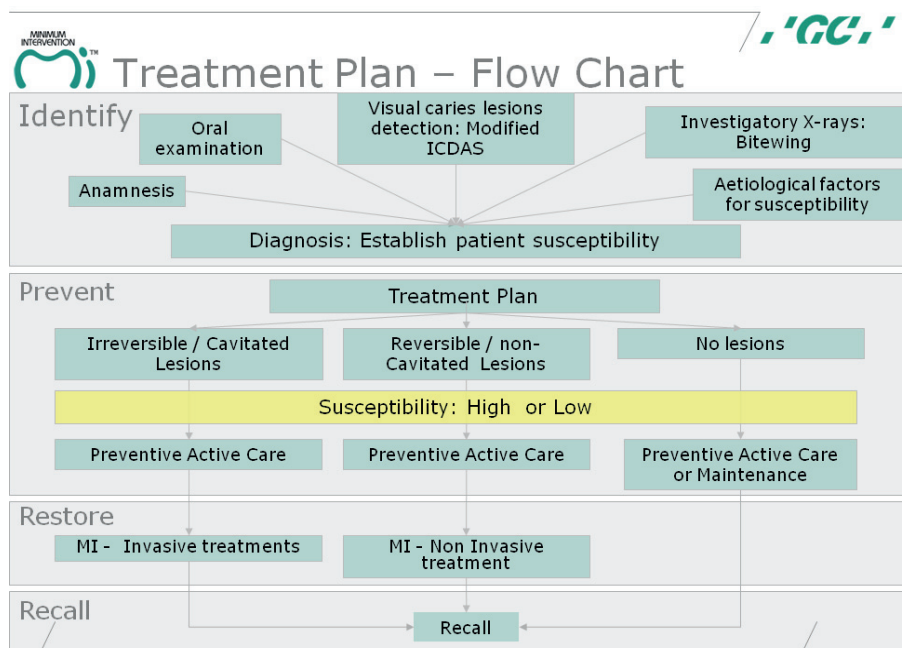 MINIMUM
INTERVENTION
TM
'GC'
Treatment Plan – Flow Chart
Identify
Oral
examination
Visual caries lesions
detection: Modified
ICDAS
Investigatory X-rays:
Bitewing
Anamnesis
Aetiological factors
for susceptibility
Diagnosis: Establish patient susceptibility
Prevent
Treatment Plan
Irreversible / Cavitated
Lesions
Reversible / non-
Cavitated Lesions
No lesions
Susceptibility: High or Low
Preventive Active Care
Preventive Active Care
Preventive Active Care
or Maintenance
Restore
MI - Invasive treatments
MI - Non Invasive
treatment
Recall
Recall